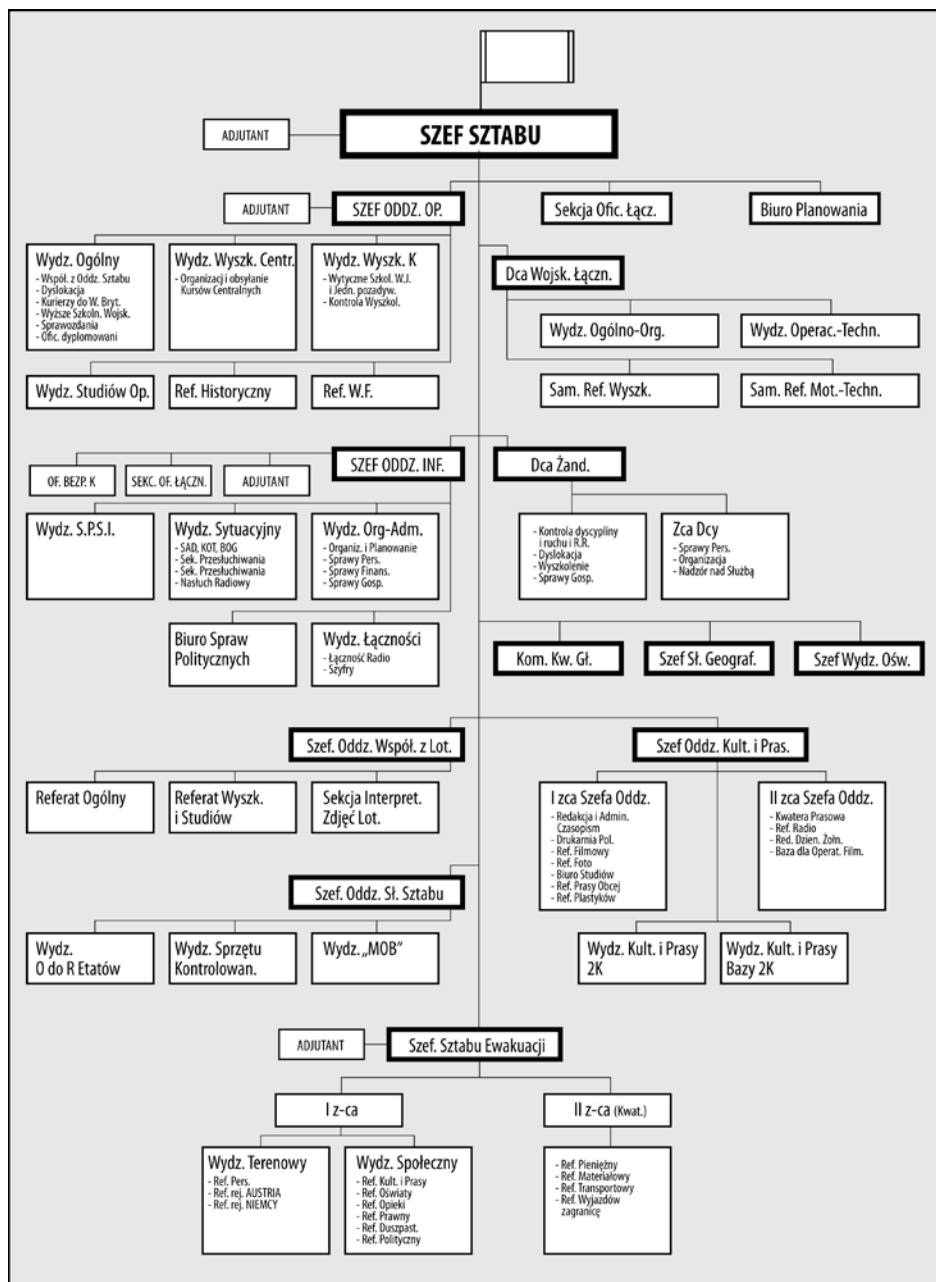 SZEF SZTABU
ADJUTANT
SZEF ODDZ. OP.
ADJUTANT
Sekcja Ofic. Łącz.
Biuro Planowania
Wydz. Ogólny
- Współ. z Oddz. Sztabu
- Dyslokacja
- Kurierzy do W. Bryt.
- Wyższe Szkoln. Wojsk.
- Sprawozdania
- Ofic. dyplomowani
Wydz. Wyszk. Centr.
- Organizacj i obsyłanie
Kursów Centralnych
Wydz. Wyszk. K
- Wytyczne Szkol. W.J.
i Jedn. pozadyw.
- Kontrola Wyszkol.
Dca Wojsk. Łączn.
Wydz. Ogólno-Org.
Wydz. Operac.-Techn.
Wydz. Studiów Op.
Ref. Historyczny
Ref. W.F.
Sam. Ref. Wyszk.
Sam. Ref. Mot.-Techn.
SZEF ODDZ. INF.
OF. BEZP. K
SEKC. OF. ŁĄCZN.
ADJUTANT
Dca Żand.
Wydz. S.P.S.I.
Wydz. Sytuacyjny
- SAD, KOT, BOG
- Sek. Przesłuchiwania
- Sek. Przesłuchiwania
- Nasłuch Radiowy
Wydz. Org-Adm.
- Organiz. i Planowanie
- Sprawy Pers.
- Sprawy Finans.
- Sprawy Gosp.
- Kontrola dyscypliny
i ruchu i R.R.
- Dyslokacja
- Wyszkolenie
- Sprawy Gosp.
Zca Dcy
- Sprawy Pers.
- Organizacja
- Nadzór nad Służbą
Biuro Spraw
Politycznych
Wydz. Łączności
- Łączność Radio
- Szyfry
Kom. Kw. Gł.
Szef Sł. Geograf.
Szef Wydz. Ośw.
Szef. Oddz. Współ. z Lot.
Szef Oddz. Kult. i Pras.
Referat Ogólny
Referat Wyszk.
i Studiów
Sekcja Interpret.
Zdjęć Lot.
I zca Szefa Oddz.
- Redakcja i Admin.
Czasopism
- Drukarnia Pol.
- Ref. Filmowy
- Ref. Foto
- Biuro Studiów
- Ref. Prasy Obcej
- Ref. Plastyków
II zca Szefa Oddz.
- Kwatera Prasowa
- Ref. Radio
- Red. Dzien. Żołn.
- Baza dla Operat. Film.
Szef. Oddz. Sł. Sztabu
Wydz.
O do R Etatów
Wydz. Sprzętu
Kontrolowan.
Wydz. „MOB”
Wydz. Kult. i Prasy
2K
Wydz. Kult. i Prasy
Bazy 2K
ADJUTANT
Szef. Sztabu Ewakuacji
I z-ca
II z-ca (Kwat.)
Wydz. Terenowy
- Ref. Pers.
- Ref. rej. AUSTRIA
- Ref. rej. NIEMCY
Wydz. Społeczny
- Ref. Kult. i Prasy
- Ref. Oświaty
- Ref. Opieki
- Ref. Prawny
- Ref. Duszpast.
- Ref. Polityczny
- Ref. Pieniężny
- Ref. Materiałowy
- Ref. Transportowy
- Ref. Wyjazdów
zagranicę